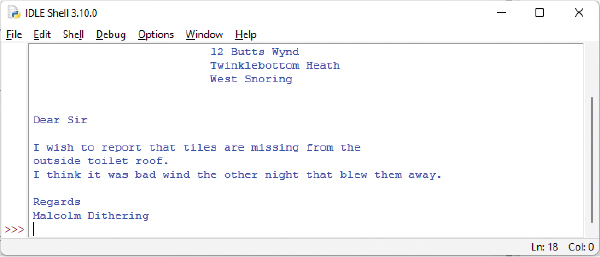 IDLE Shell 3.10.0
File Edit Shell Debug Options Window Help
12 Butts Wynd
Twinklebottom Heath
West Snoring
Dear Sir
I wish to report that tiles are missing from the
outside toilet roof.
I think it was bad wind the other night that blew them away.
Regards
Malcolm Dithering
>>>
Ln: 18 Col: 0